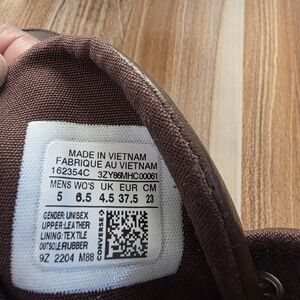 MADE IN VIETNAM
FABRIQUE AU VIETNAM
162354C 3ZY86MHC00061
MENS WO'S UK EUR CM
5 6.5 4.5 37.5 23
GENDER: UNISEX
UPPER: LEATHER
LINING: TEXTILE
OUTSOLE: RUBBER
CONVERSE
9Z 2204 M88 0